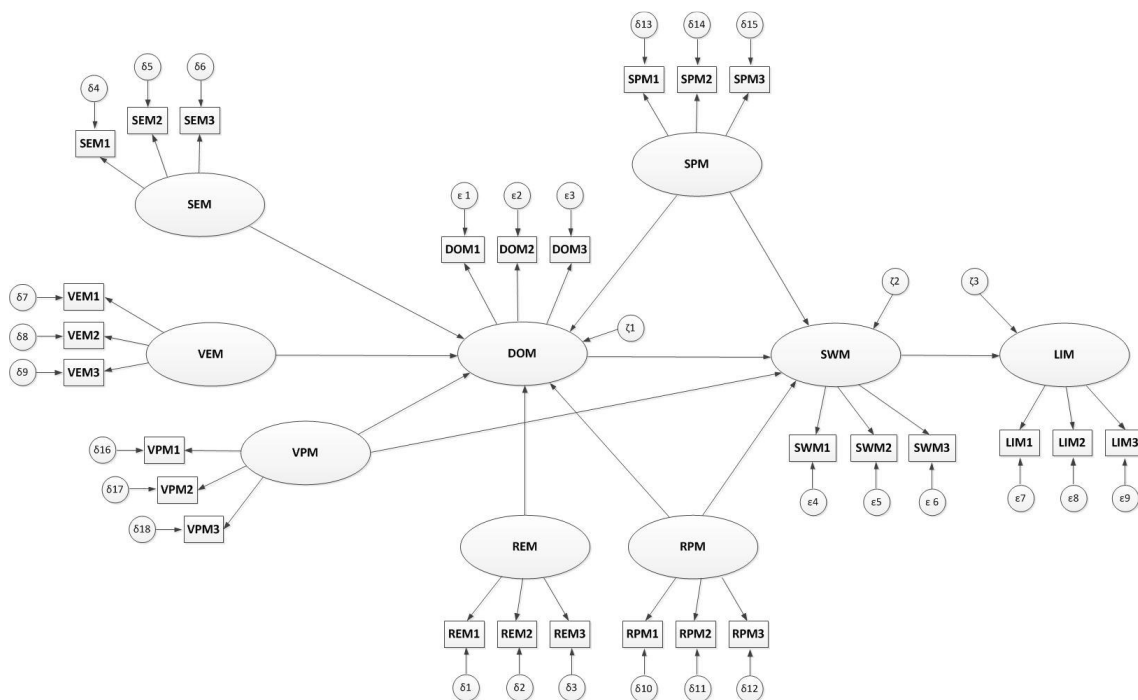 δ13
δ14
δ15
SPM1
SPM2
SPM3
SPM
δ4
δ5
δ6
SEM1
SEM2
SEM3
SEM
ε 1
ε2
ε3
DOM1
DOM2
DOM3
DOM
ζ1
ζ2
ζ3
δ7
VEM1
δ8
VEM2
δ9
VEM3
VEM
SWM
LIM
SWM1
SWM2
SWM3
ε4
ε5
ε 6
LIM1
LIM2
LIM3
ε7
ε8
ε9
δ16
VPM1
δ17
VPM2
δ18
VPM3
VPM
REM
REM1
REM2
REM3
δ1
δ2
δ3
RPM
RPM1
RPM2
RPM3
δ10
δ11
δ12